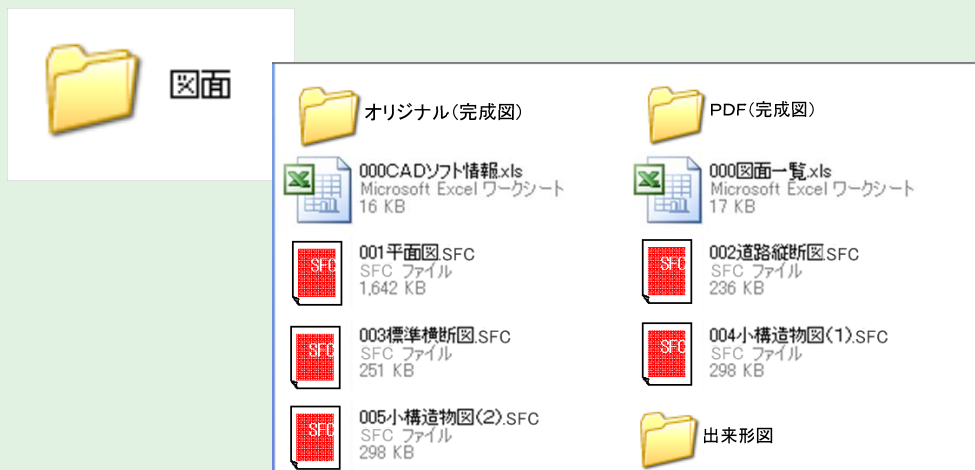 図面
オリジナル(完成図)
PDF(完成図)
000CADソフト情報.xls
Microsoft Excel ワークシート
16 KB
000図面一覧.xls
Microsoft Excel ワークシート
17 KB
SFC
001平面図.SFC
SFC ファイル
1,642 KB
SFC
002道路縦断図.SFC
SFC ファイル
236 KB
SFC
003標準横断図.SFC
SFC ファイル
251 KB
SFC
004小構造物図(1).SFC
SFC ファイル
298 KB
SFC
005小構造物図(2).SFC
SFC ファイル
298 KB
出来形図